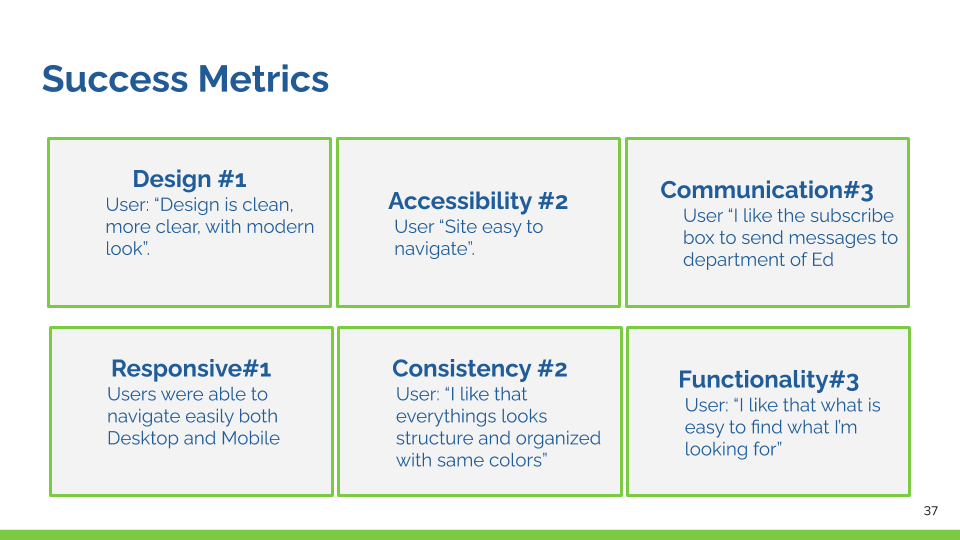 Success Metrics
Design #1
User: “Design is clean,
more clear, with modern
look”.
Accessibility #2
User “Site easy to
navigate”.
Communication#3
User “I like the subscribe
box to send messages to
department of Ed
Responsive#1
Users were able to
navigate easily both
Desktop and Mobile
Consistency #2
User: “I like that
everythings looks
structure and organized
with same colors”
Functionality#3
User: “I like that what is
easy to find what I’m
looking for”
37